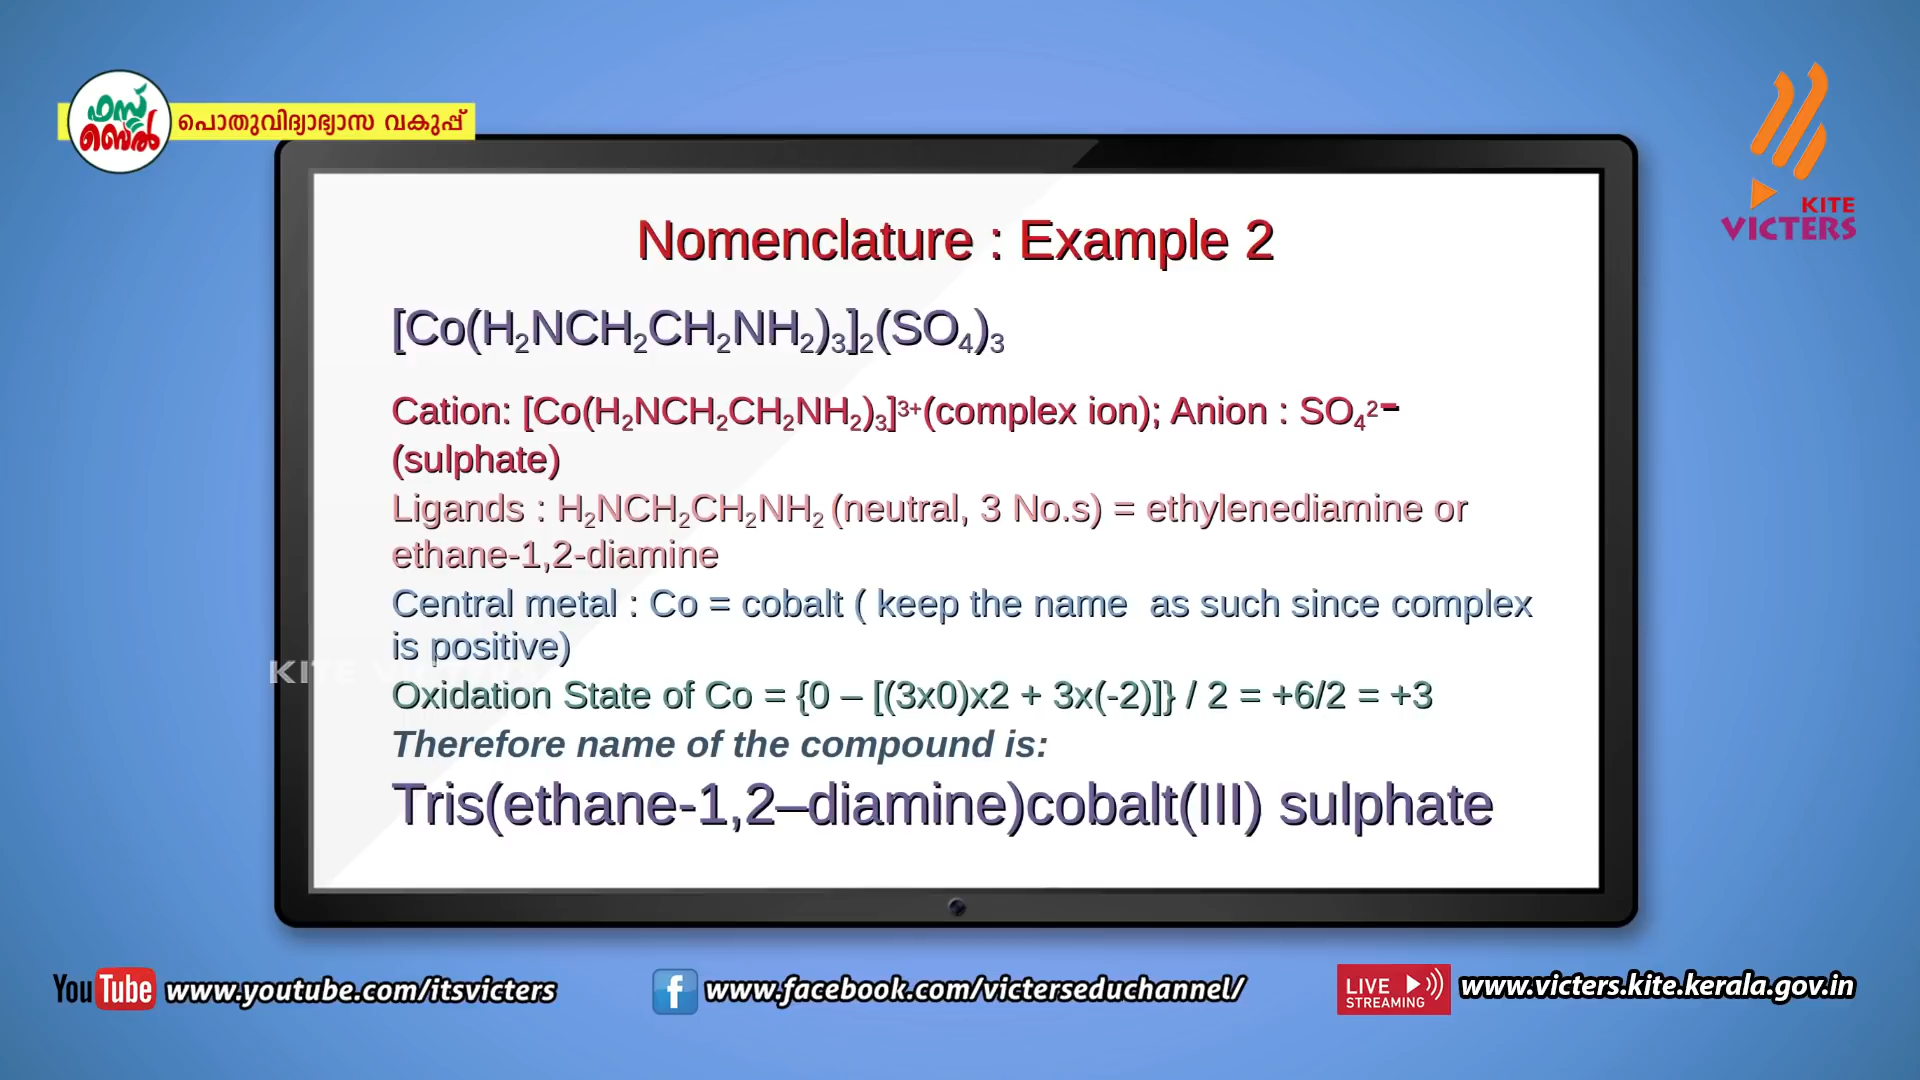 ഫസ്റ്റ്
ബെൽ
പൊതുവിദ്യാഭ്യാസ വകുപ്പ്
KITE
VICTERS
Nomenclature : Example 2
[Co(H₂NCH₂CH₂NH₂)₃]₂(SO₄)₃
Cation: [Co(H₂NCH₂CH₂NH₂)₃]³⁺(complex ion); Anion : SO₄²⁻
(sulphate)
Ligands : H₂NCH₂CH₂NH₂ (neutral, 3 No.s) = ethylenediamine or
ethane-1,2-diamine
Central metal : Co = cobalt ( keep the name  as such since complex
is positive)
KITE
Oxidation State of Co = {0 – [(3x0)x2 + 3x(-2)]} / 2 = +6/2 = +3
Therefore name of the compound is:
Tris(ethane-1,2–diamine)cobalt(III) sulphate
YouTube www.youtube.com/itsvicters
f www.facebook.com/victerseduchannel/
LIVE
STREAMING
www.victers.kite.kerala.gov.in